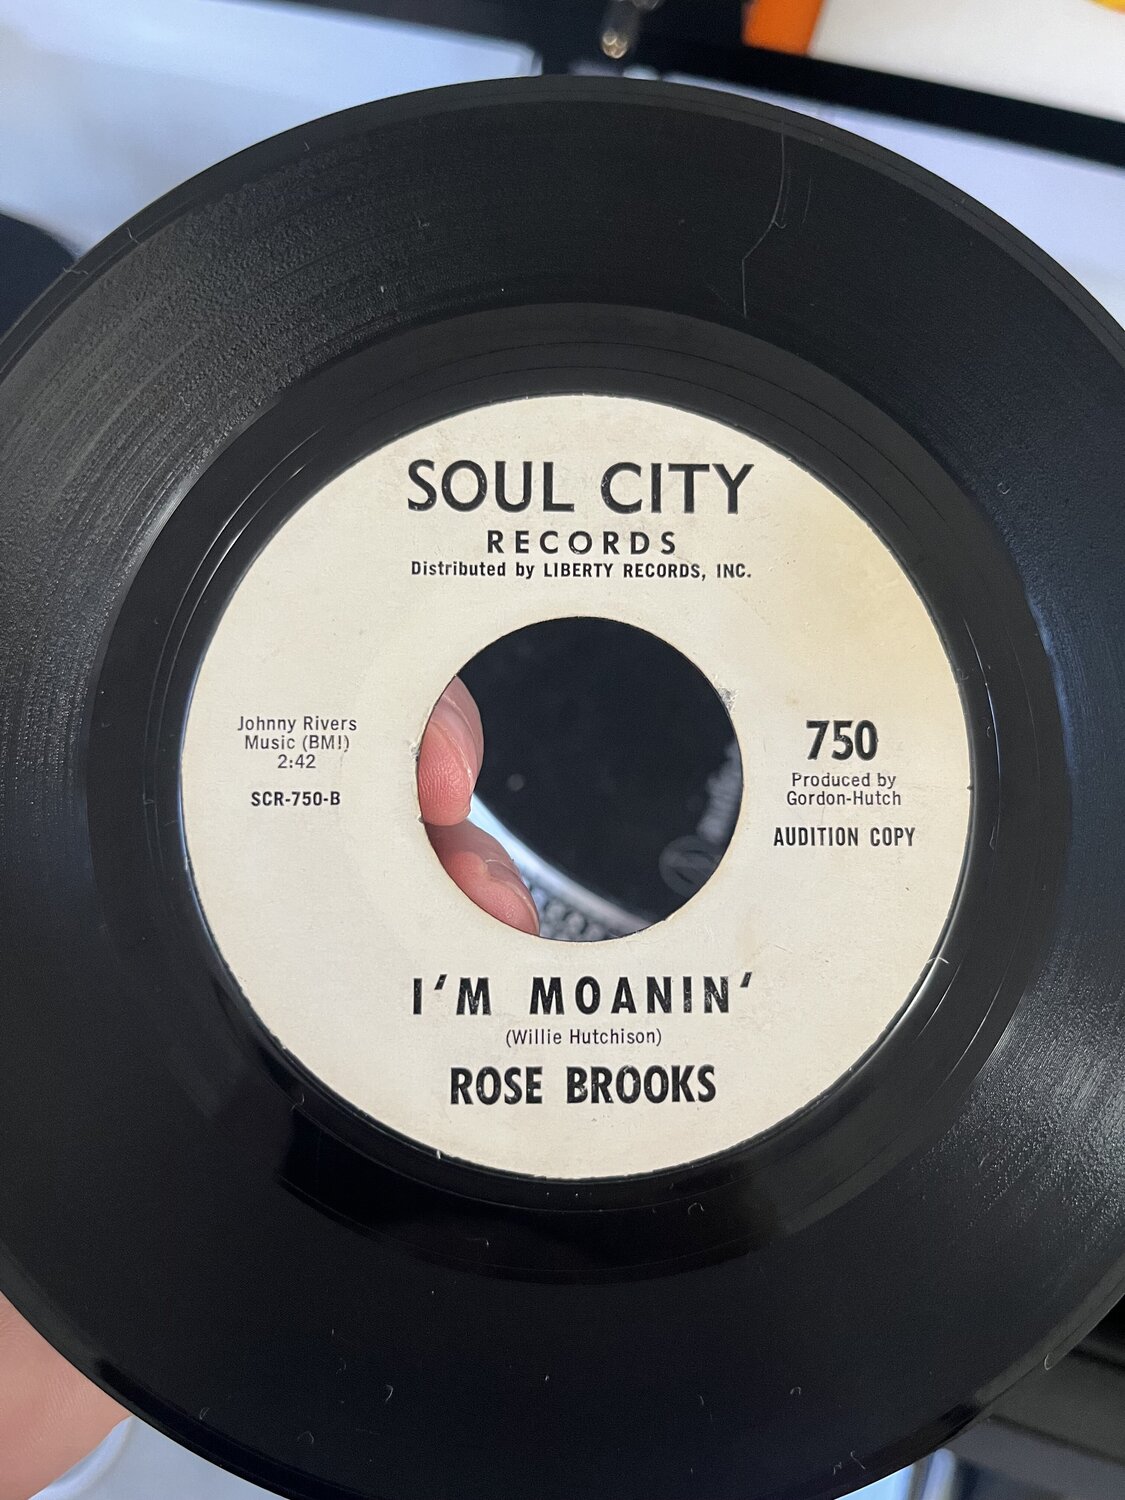 SOUL CITY
RECORDS
Distributed by LIBERTY RECORDS, INC.
Johnny Rivers
Music (BMI)
2:42
SCR-750-B
750
Produced by
Gordon-Hutch
AUDITION COPY
I'M MOANIN'
(Willie Hutchison)
ROSE BROOKS